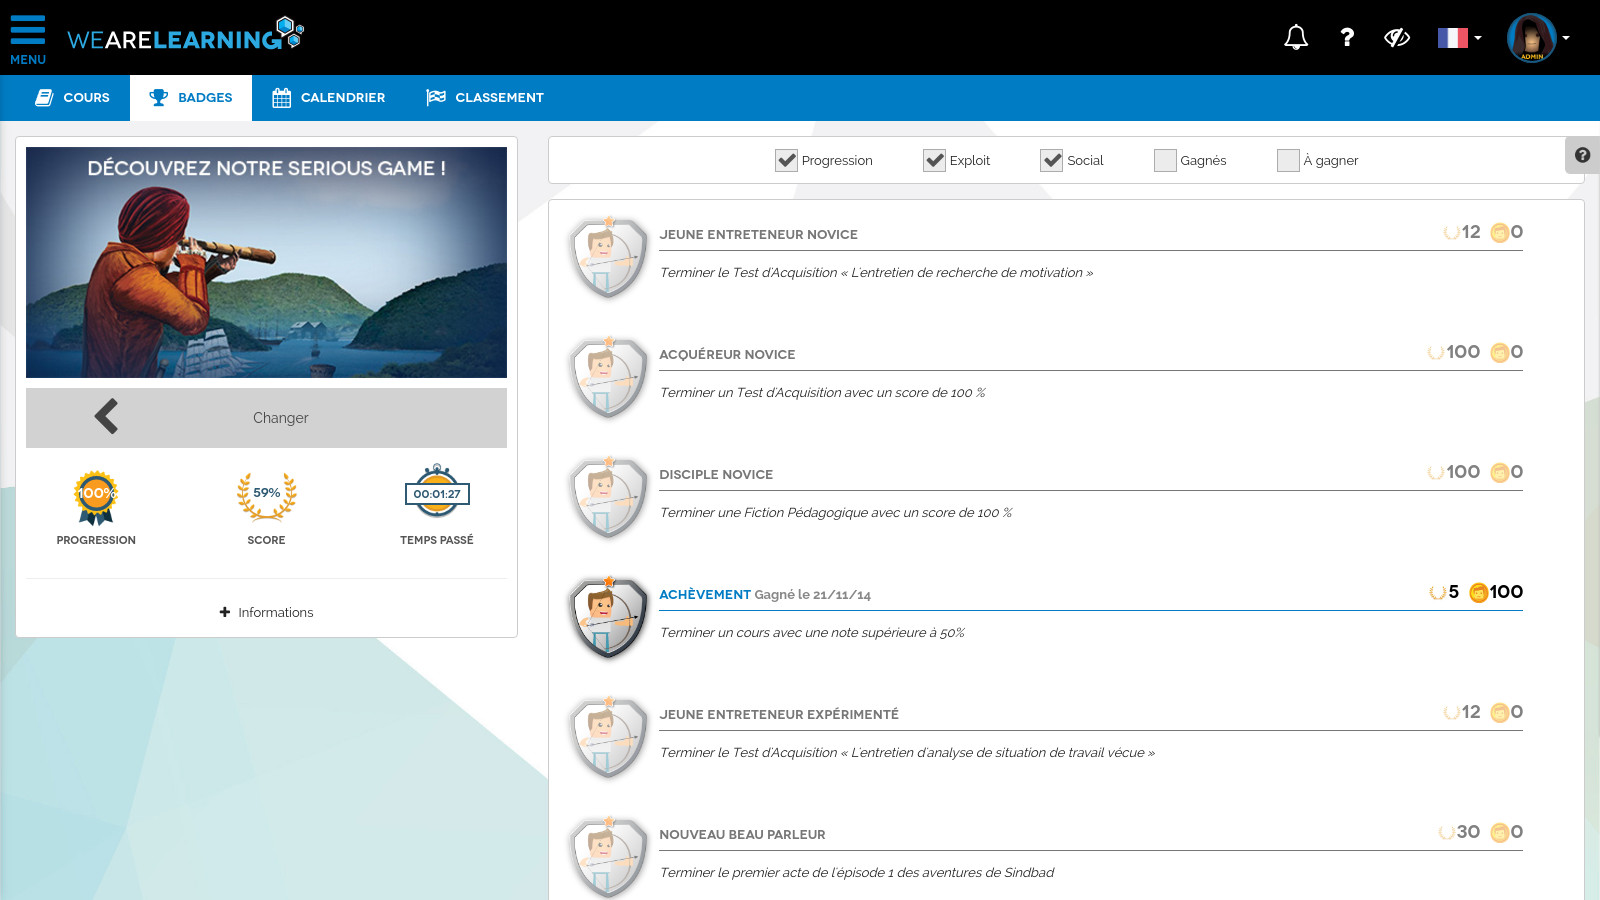 MENU
WEARELEARNING
ADMIN
COURS
BADGES
CALENDRIER
CLASSEMENT
DÉCOUVREZ NOTRE SERIOUS GAME !
Changer
100%
59%
00:01:27
PROGRESSION
SCORE
TEMPS PASSÉ
+ Informations
Progression
Exploit
Social
Gagnés
À gagner
JEUNE ENTRETENEUR NOVICE
12 0
Terminer le Test d'Acquisition « L'entretien de recherche de motivation »
ACQUÉREUR NOVICE
100 0
Terminer un Test d'Acquisition avec un score de 100 %
DISCIPLE NOVICE
100 0
Terminer une Fiction Pédagogique avec un score de 100 %
ACHÈVEMENT Gagné le 21/11/14
5 100
Terminer un cours avec une note supérieure à 50%
JEUNE ENTRETENEUR EXPÉRIMENTÉ
12 0
Terminer le Test d'Acquisition « L'entretien d'analyse de situation de travail vécue »
NOUVEAU BEAU PARLEUR
30 0
Terminer le premier acte de l'épisode 1 des aventures de Sindbad